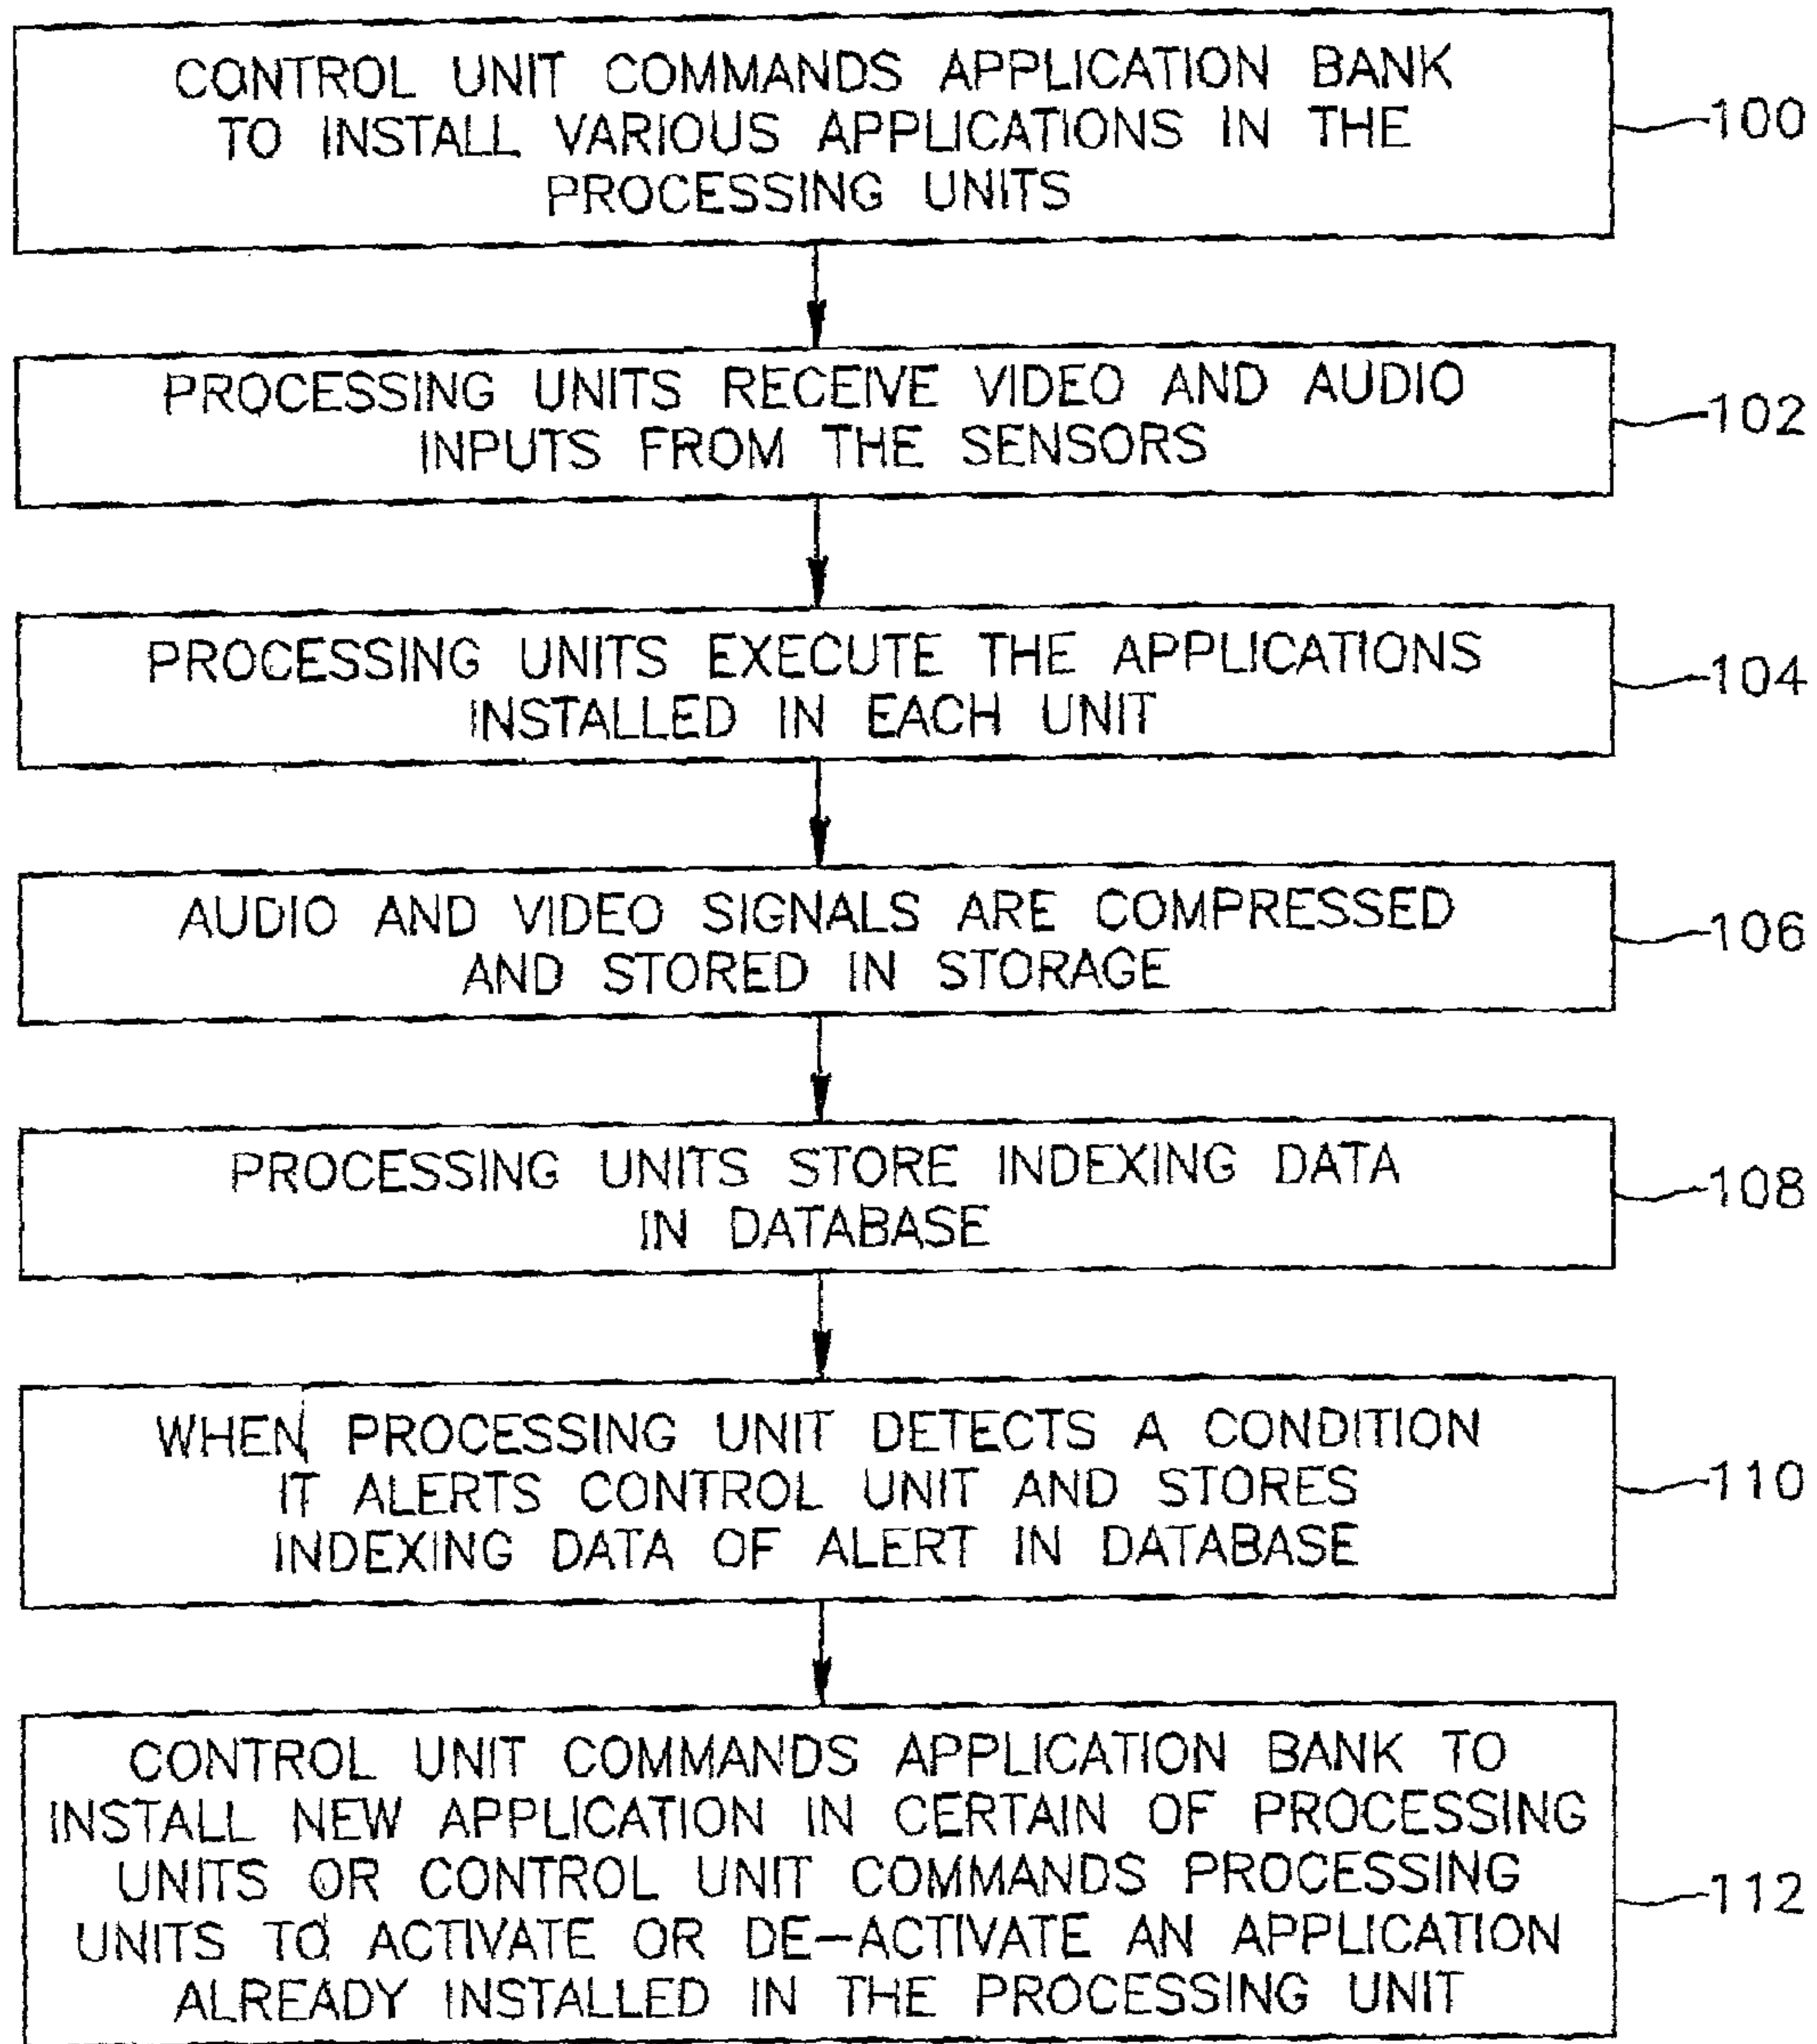 CONTROL UNIT COMMANDS APPLICATION BANK
TO INSTALL VARIOUS APPLICATIONS IN THE
PROCESSING UNITS
100
PROCESSING UNITS RECEIVE VIDEO AND AUDIO
INPUTS FROM THE SENSORS
102
PROCESSING UNITS EXECUTE THE APPLICATIONS
INSTALLED IN EACH UNIT
104
AUDIO AND VIDEO SIGNALS ARE COMPRESSED
AND STORED IN STORAGE
106
PROCESSING UNITS STORE INDEXING DATA
IN DATABASE
108
WHEN PROCESSING UNIT DETECTS A CONDITION
IT ALERTS CONTROL UNIT AND STORES
INDEXING DATA OF ALERT IN DATABASE
110
CONTROL UNIT COMMANDS APPLICATION BANK TO
INSTALL NEW APPLICATION IN CERTAIN OF PROCESSING
UNITS OR CONTROL UNIT COMMANDS PROCESSING
UNITS TO ACTIVATE OR DE-ACTIVATE AN APPLICATION
ALREADY INSTALLED IN THE PROCESSING UNIT
112